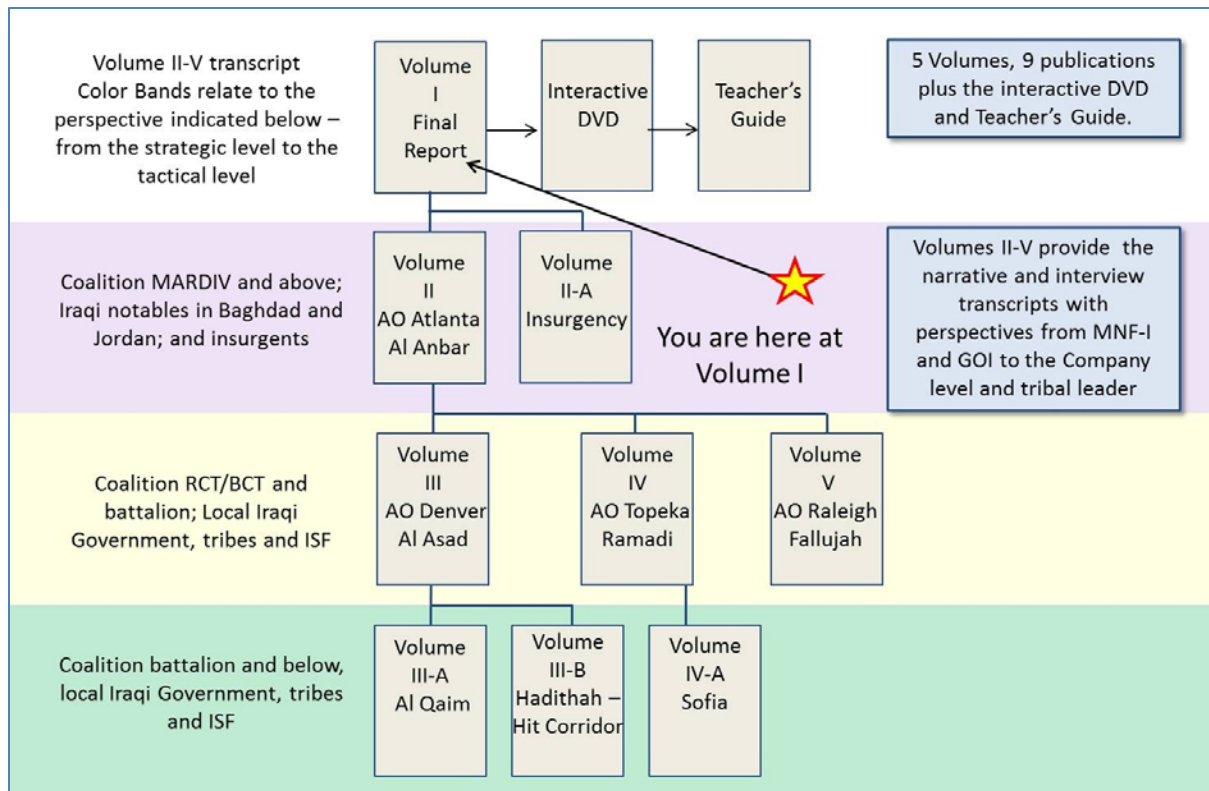 Volume II-V transcript
Color Bands relate to the
perspective indicated below –
from the strategic level to the
tactical level
Volume
I
Final
Report
Interactive
DVD
Teacher's
Guide
5 Volumes, 9 publications
plus the interactive DVD
and Teacher's Guide.
Coalition MARDIV and above;
Iraqi notables in Baghdad and
Jordan; and insurgents
Volume
II
AO Atlanta
Al Anbar
Volume
II-A
Insurgency
You are here at
Volume I
Volumes II-V provide the
narrative and interview
transcripts with
perspectives from MNF-I
and GOI to the Company
level and tribal leader
Coalition RCT/BCT and
battalion; Local Iraqi
Government, tribes and ISF
Volume
III
AO Denver
Al Asad
Volume
IV
AO Topeka
Ramadi
Volume
V
AO Raleigh
Fallujah
Coalition battalion and below,
local Iraqi Government, tribes
and ISF
Volume
III-A
Al Qaim
Volume
III-B
Hadithah –
Hit Corridor
Volume
IV-A
Sofia